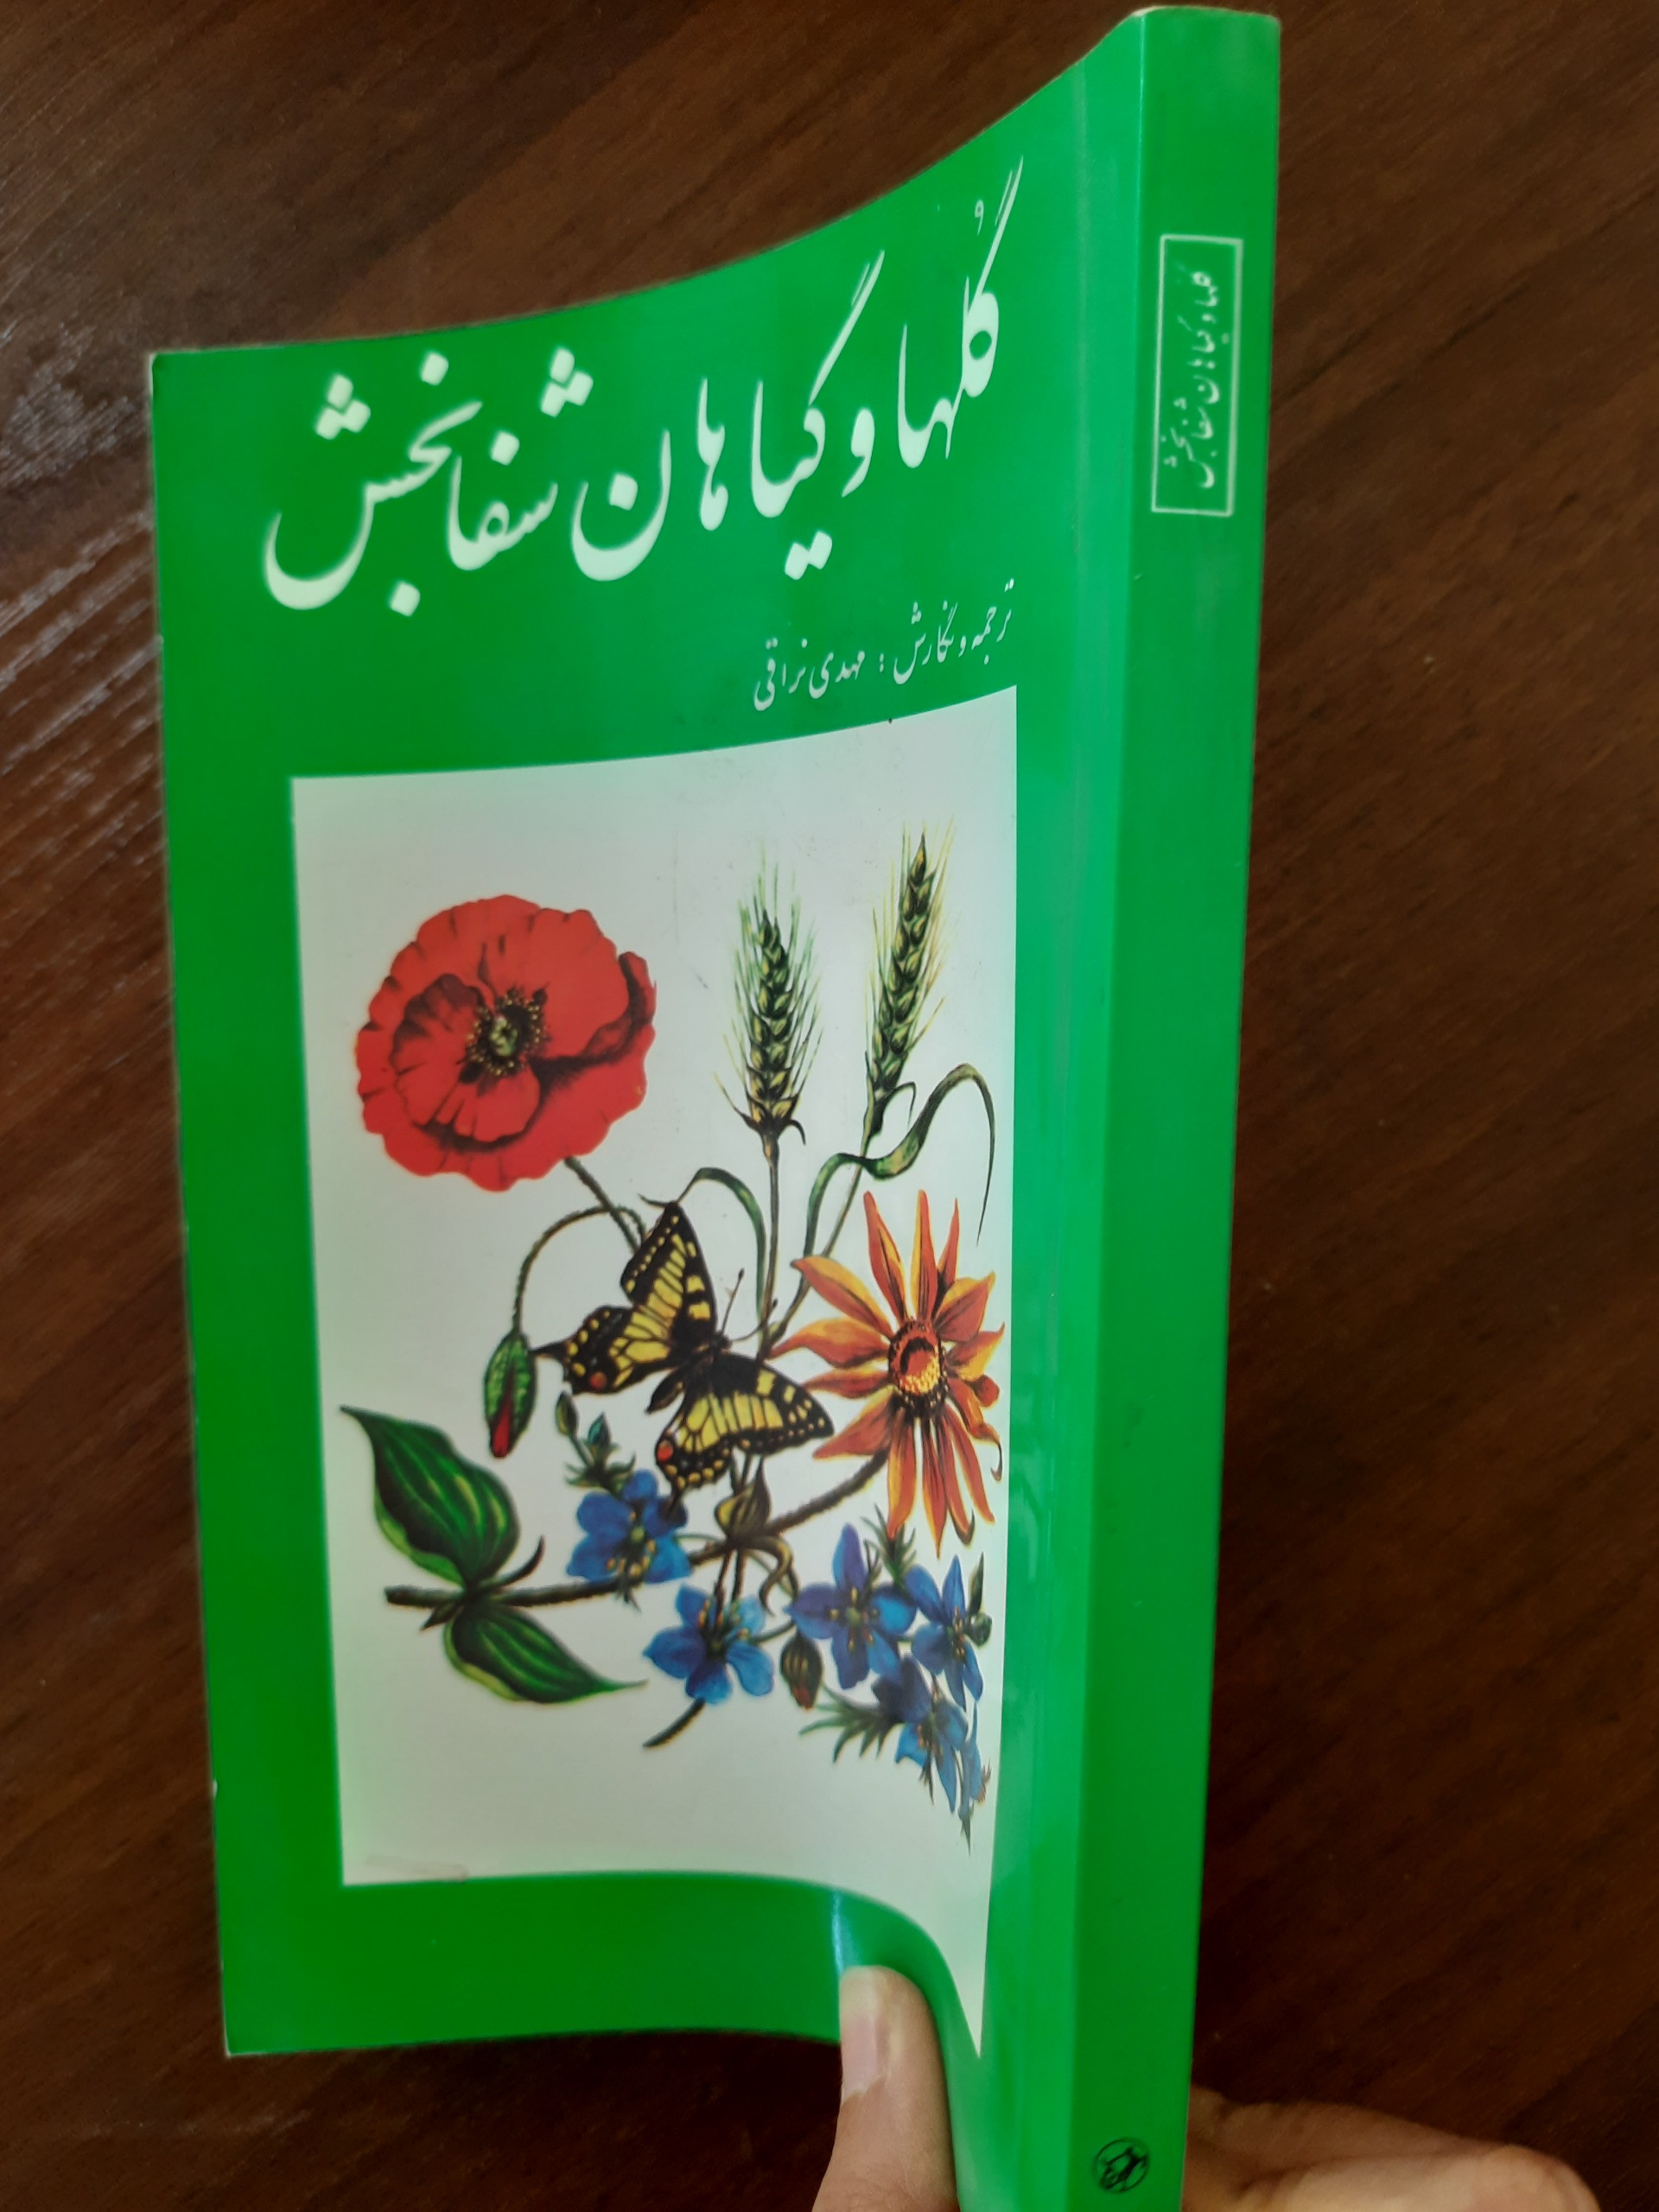 گلها و گیاهان شفابخش
ترجمه و نگارش : مهدی نراقی
گلها و گیاهان شفابخش